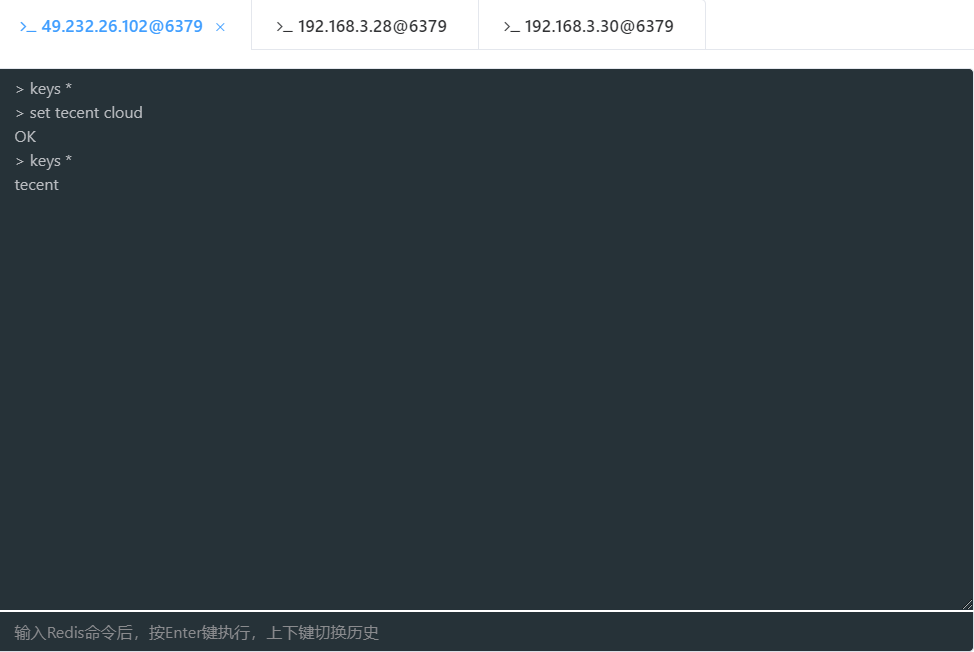 >_ 49.232.26.102@6379 × >_ 192.168.3.28@6379 >_ 192.168.3.30@6379
> keys *
> set tecent cloud
OK
> keys *
tecent
输入Redis命令后，按Enter键执行，上下键切换历史